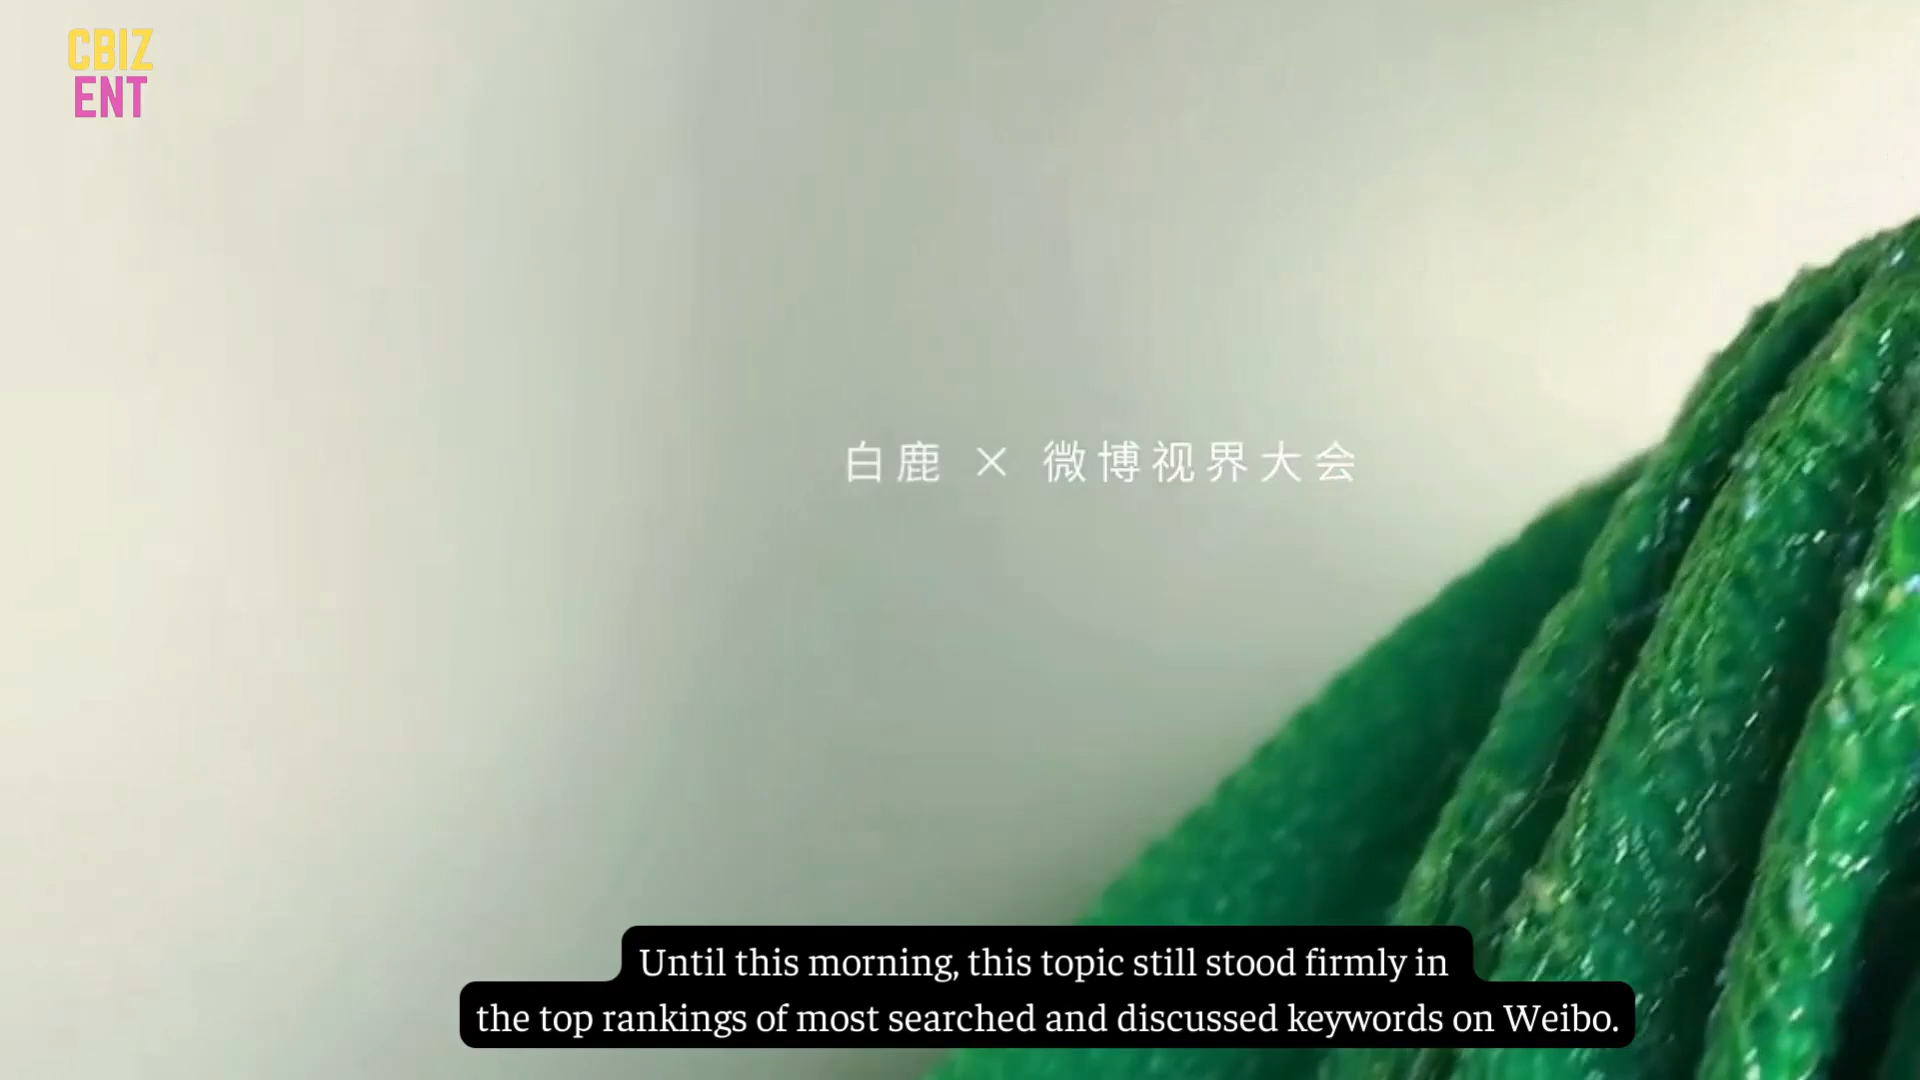 CBIZ
ENT
白鹿 × 微博视界大会
Until this morning, this topic still stood firmly in
the top rankings of most searched and discussed keywords on Weibo.